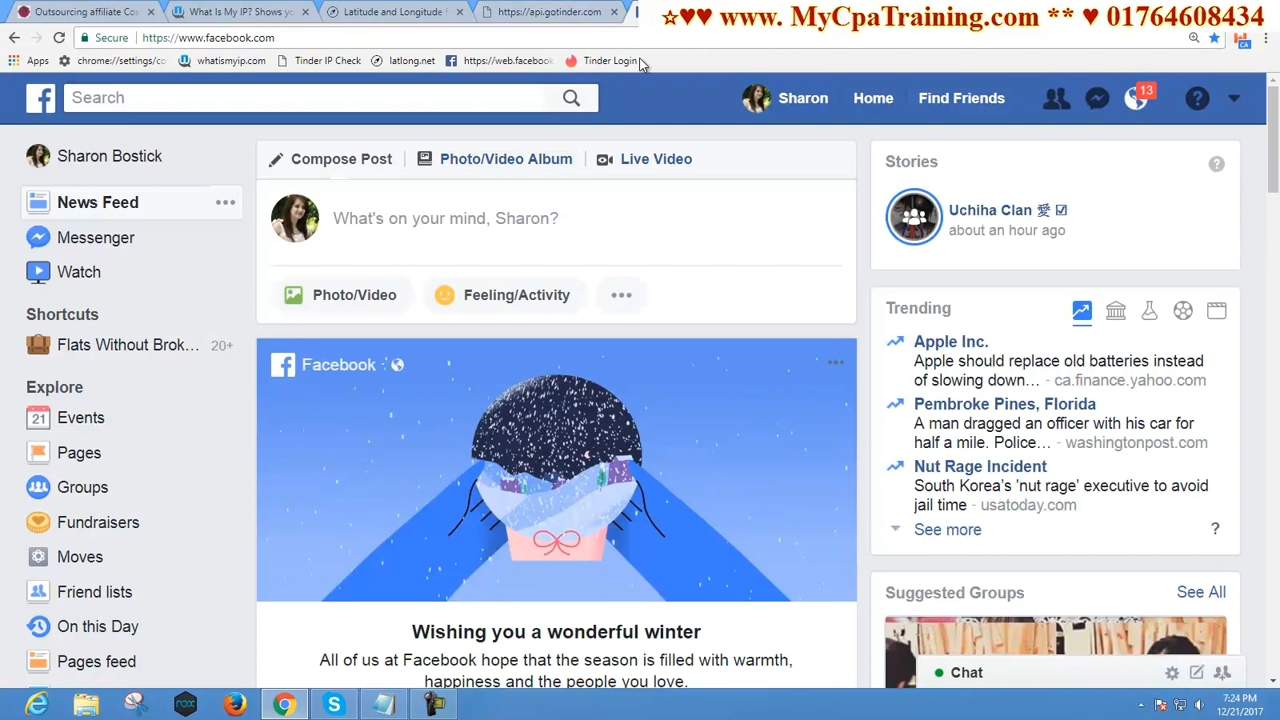 Outsourcing affiliate Co
What Is My IP? Shows yo
Latitude and Longitude F
https://api.gotinder.com
☆♥♥ www. MyCpaTraining.com ** ♥ 01764608434
Secure https://www.facebook.com
Apps chrome://settings/co whatismyip.com Tinder IP Check latlong.net https://web.facebook Tinder Login
Search
Sharon Home Find Friends 13
Sharon Bostick
News Feed
Messenger
Watch
Shortcuts
Flats Without Brok... 20+
Explore
21 Events
Pages
Groups
Fundraisers
Moves
Friend lists
On this Day
Pages feed
Compose Post Photo/Video Album Live Video
What's on your mind, Sharon?
Photo/Video Feeling/Activity
Facebook
Wishing you a wonderful winter
All of us at Facebook hope that the season is filled with warmth,
happiness and the people you love.
Stories
Uchiha Clan 愛 ☑
about an hour ago
Trending
Apple Inc.
Apple should replace old batteries instead
of slowing down... - ca.finance.yahoo.com
Pembroke Pines, Florida
A man dragged an officer with his car for
half a mile. Police... - washingtonpost.com
Nut Rage Incident
South Korea's 'nut rage' executive to avoid
jail time - usatoday.com
See more ?
Suggested Groups See All
Chat
nox
7:24 PM
12/21/2017